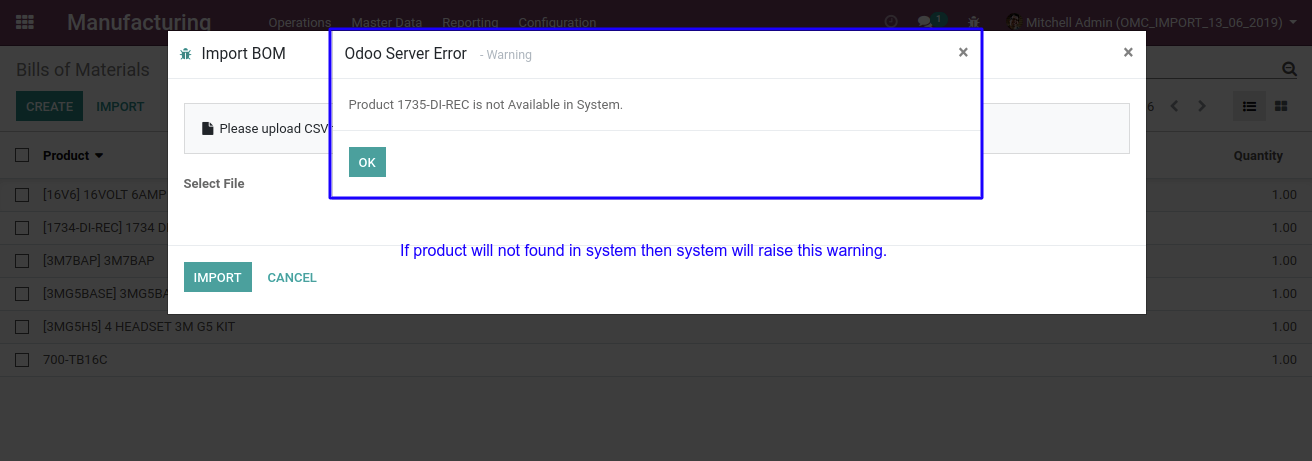 Manufacturing Operations Master Data Reporting Configuration 1 Mitchell Admin (OMC_IMPORT_13_06_2019)
Bills of Materials
CREATE IMPORT
6
Import BOM ×
Odoo Server Error - Warning ×
Product 1735-DI-REC is not Available in System.
OK
Please upload CSV
Select File
If product will not found in system then system will raise this warning.
IMPORT CANCEL
Product Quantity
[16V6] 16VOLT 6AMP 1.00
[1734-DI-REC] 1734 D 1.00
[3M7BAP] 3M7BAP 1.00
[3MG5BASE] 3MG5BA 1.00
[3MG5H5] 4 HEADSET 3M G5 KIT 1.00
700-TB16C 1.00